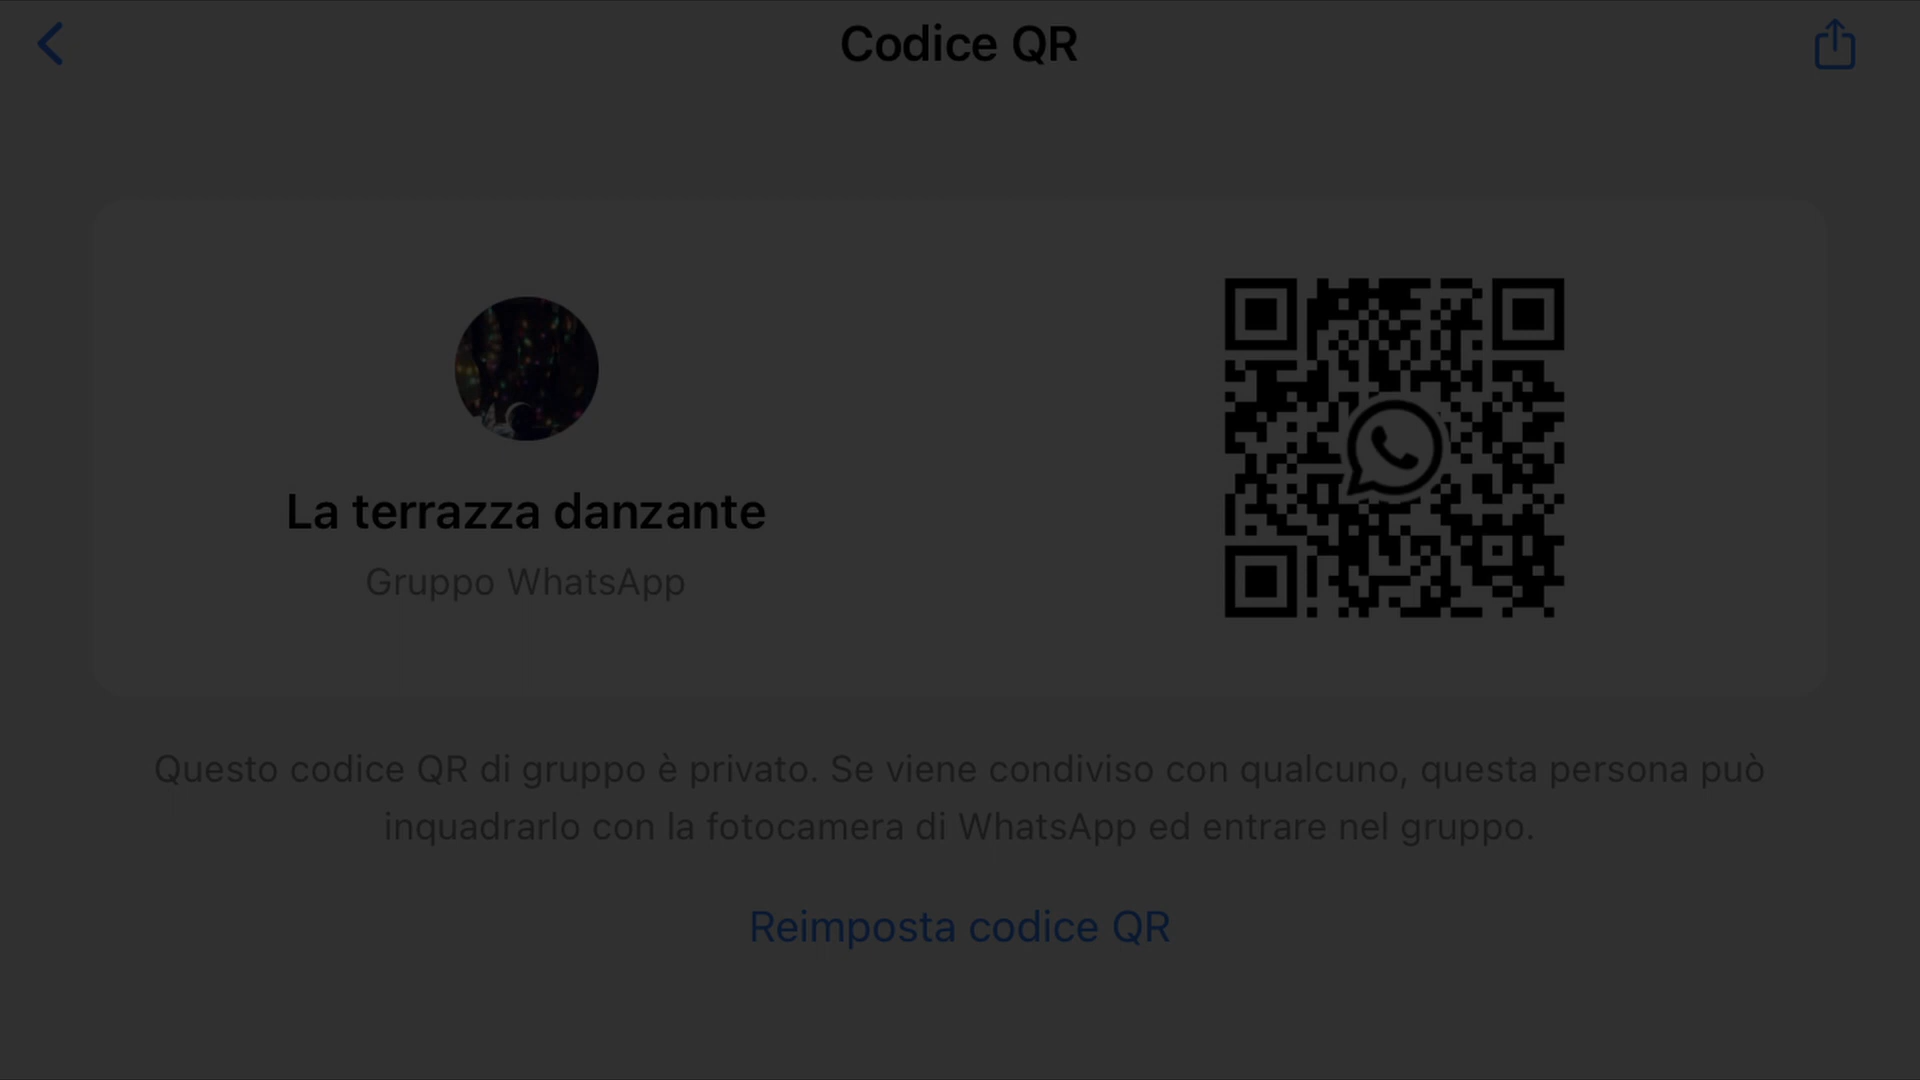 Codice QR
La terrazza danzante
Gruppo WhatsApp
Questo codice QR di gruppo è privato. Se viene condiviso con qualcuno, questa persona può
inquadrarlo con la fotocamera di WhatsApp ed entrare nel gruppo.
Reimposta codice QR